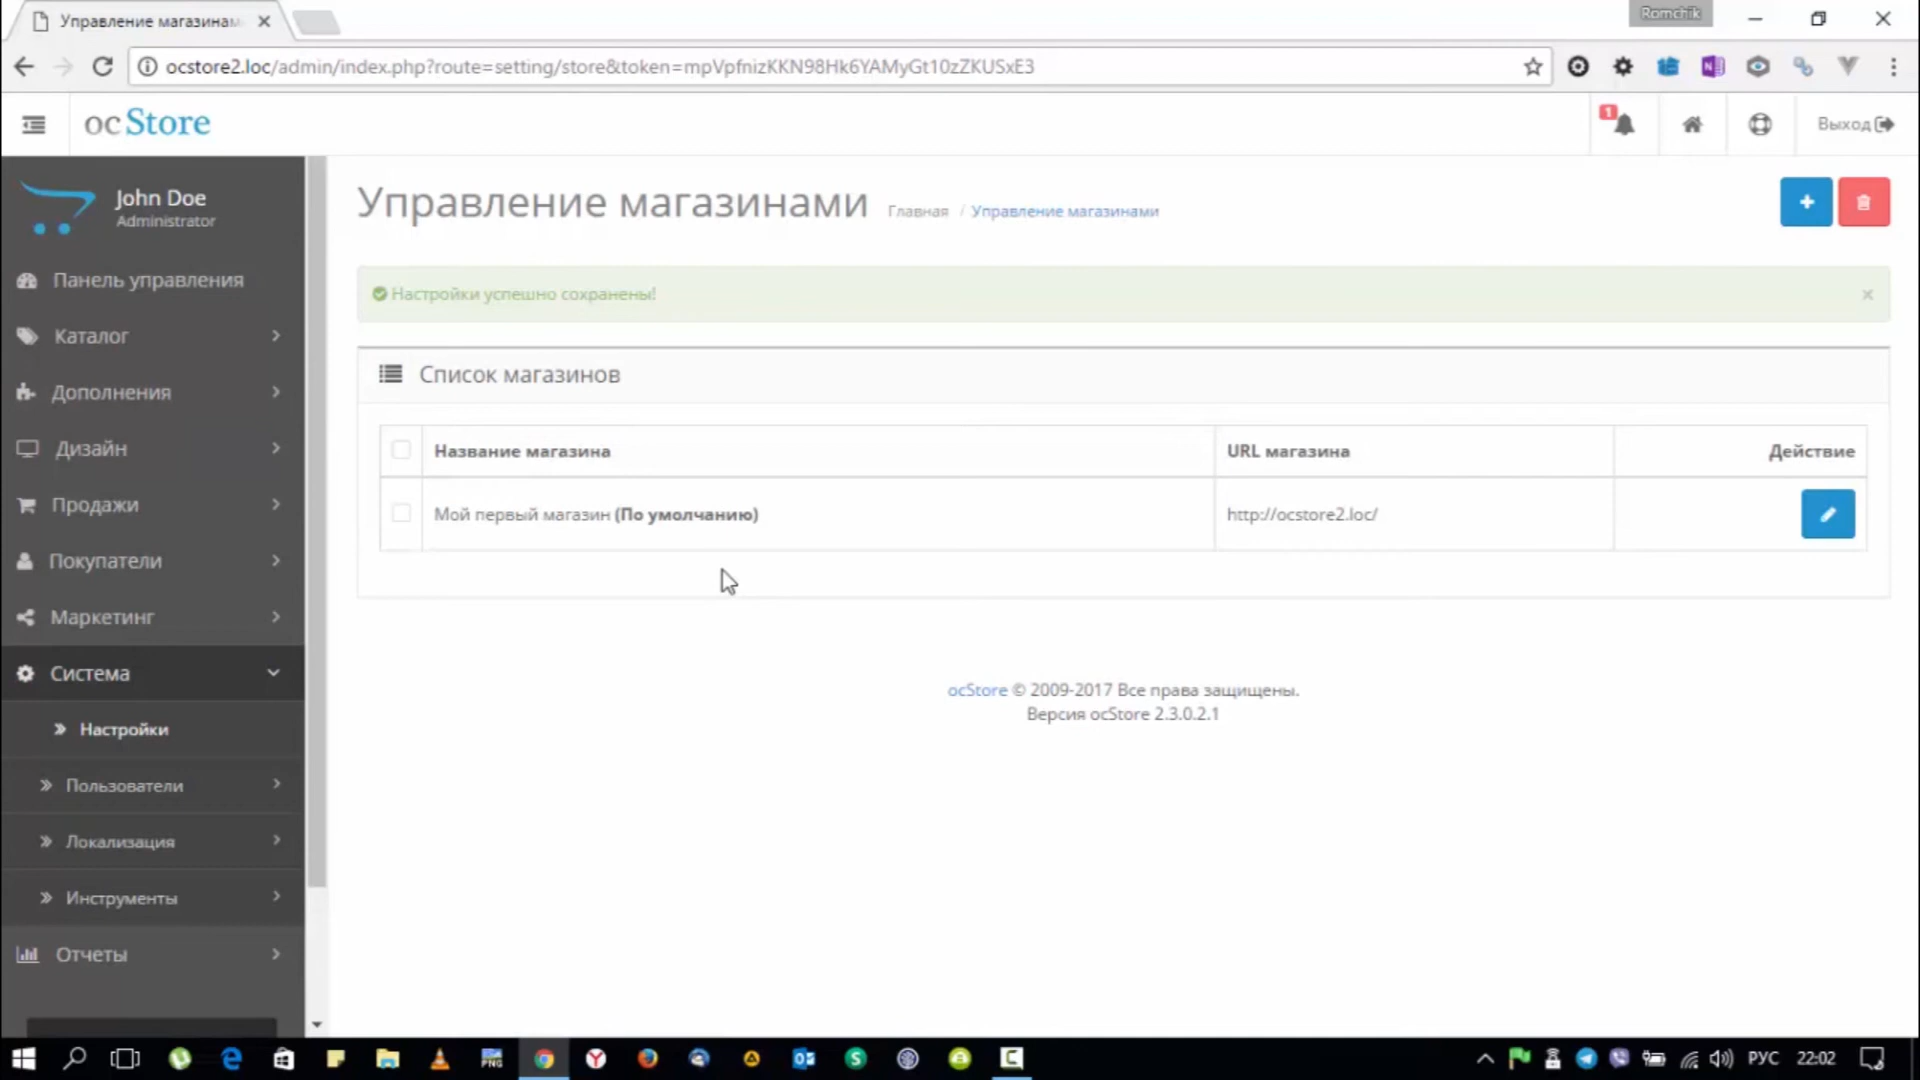 Управление магазинам
Romchik
ocstore2.loc/admin/index.php?route=setting/store&token=mpVpfnizKKN98Hk6YAMyGt10zZKUSxE3
ocStore
1
Выход
John Doe
Administrator
Управление магазинами
Главная / Управление магазинами
Панель управления
Настройки успешно сохранены!
Каталог
Список магазинов
Дополнения
Название магазина
URL магазина
Действие
Дизайн
Мой первый магазин (По умолчанию)
http://ocstore2.loc/
Продажи
Покупатели
Маркетинг
Система
ocStore © 2009-2017 Все права защищены.
Версия ocStore 2.3.0.2.1
Настройки
Пользователи
Локализация
Инструменты
Отчеты
PNG
РУС
22:02